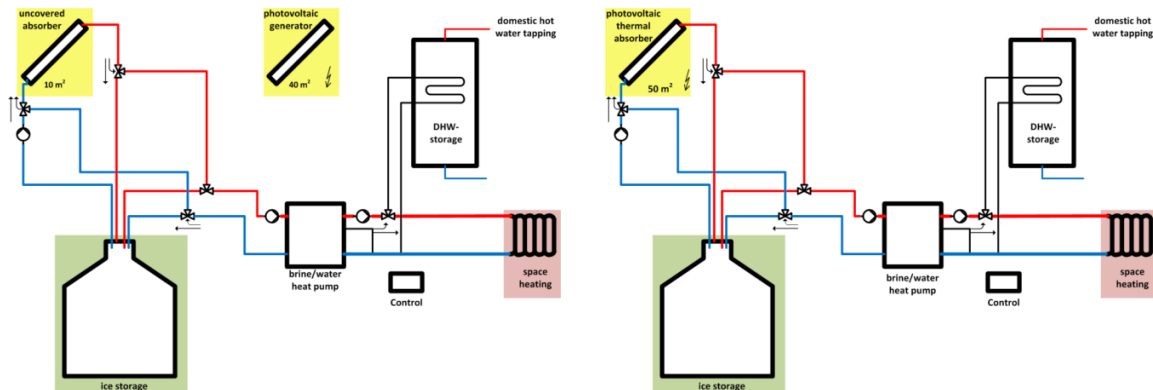 uncovered
absorber
10 m²
photovoltaic
generator
40 m²
domestic hot
water tapping
DHW-
storage
brine/water
heat pump
Control
space
heating
ice storage
photovoltaic
thermal
absorber
50 m²
domestic hot
water tapping
DHW-
storage
brine/water
heat pump
Control
space
heating
ice storage